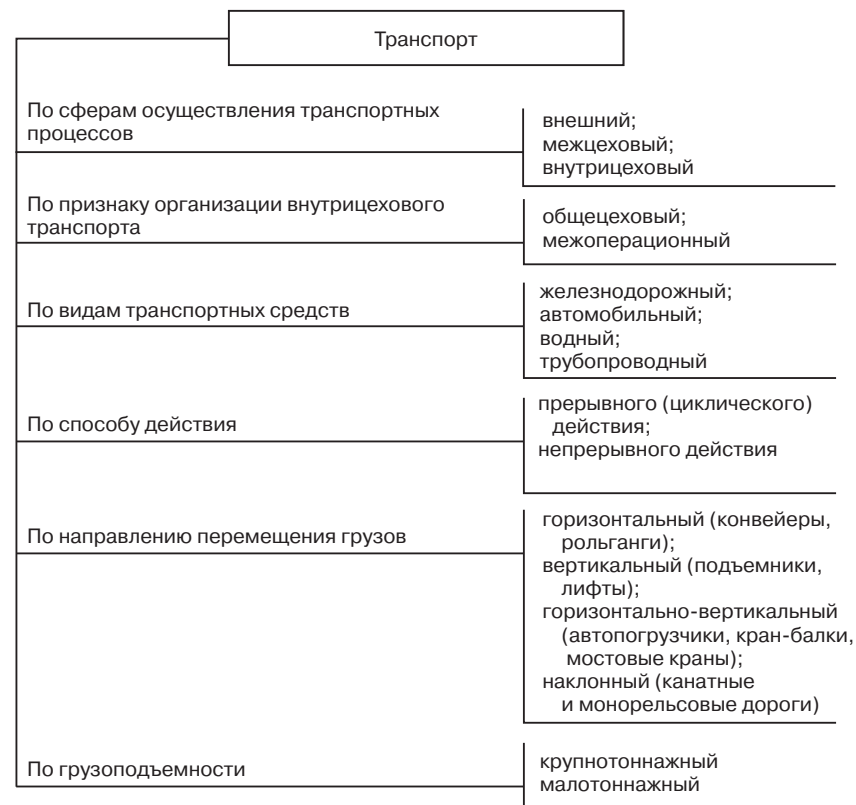 Транспорт
По сферам осуществления транспортных
процессов
внешний;
межцеховый;
внутрицеховый
По признаку организации внутрицехового
транспорта
общецеховый;
межоперационный
По видам транспортных средств
железнодорожный;
автомобильный;
водный;
трубопроводный
По способу действия
прерывного (циклического)
действия;
непрерывного действия
По направлению перемещения грузов
горизонтальный (конвейеры,
рольганги);
вертикальный (подъемники,
лифты);
горизонтально-вертикальный
(автопогрузчики, кран-балки,
мостовые краны);
наклонный (канатные
и монорельсовые дороги)
По грузоподъемности
крупнотоннажный
малотоннажный